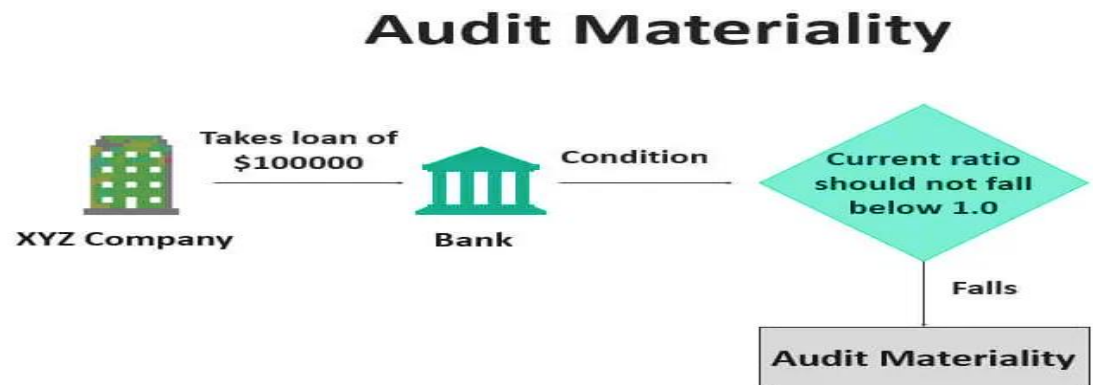 Audit Materiality
Takes loan of
$100000
Condition
Current ratio
should not fall
below 1.0
XYZ Company
Bank
Falls
Audit Materiality